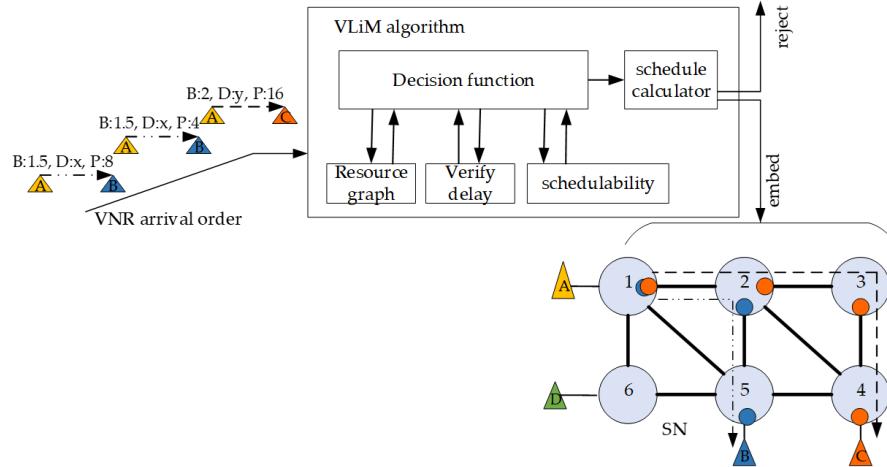 VLiM algorithm
reject
Decision function
schedule
calculator
B:2, D:y, P:16
A
C
B:1.5, D:x, P:4
A
B
B:1.5, D:x, P:8
A
B
VNR arrival order
Resource
graph
Verify
delay
schedulability
embed
A
1
2
3
D
6
5
4
SN
B
C